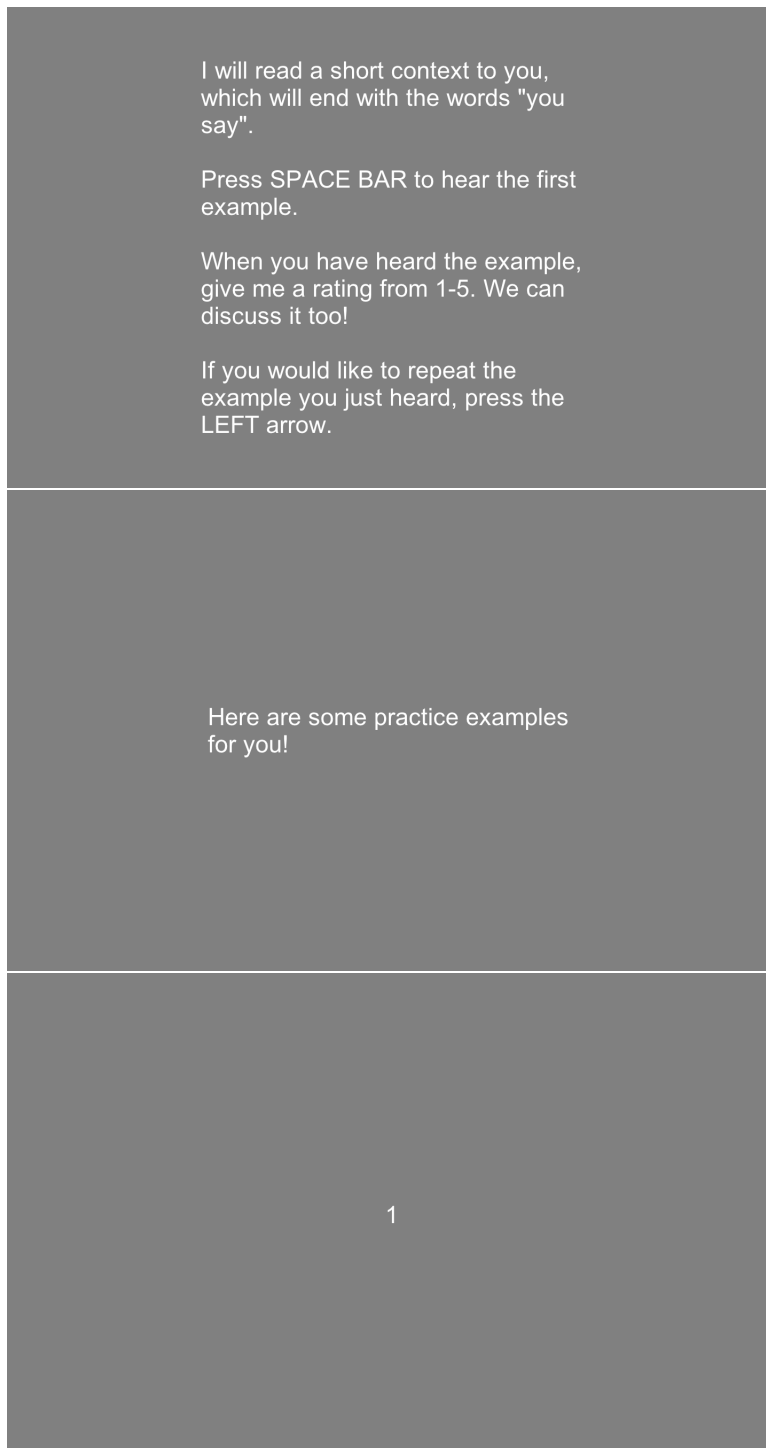 I will read a short context to you,
which will end with the words "you
say".
Press SPACE BAR to hear the first
example.
When you have heard the example,
give me a rating from 1-5. We can
discuss it too!
If you would like to repeat the
example you just heard, press the
LEFT arrow.
Here are some practice examples
for you!
1